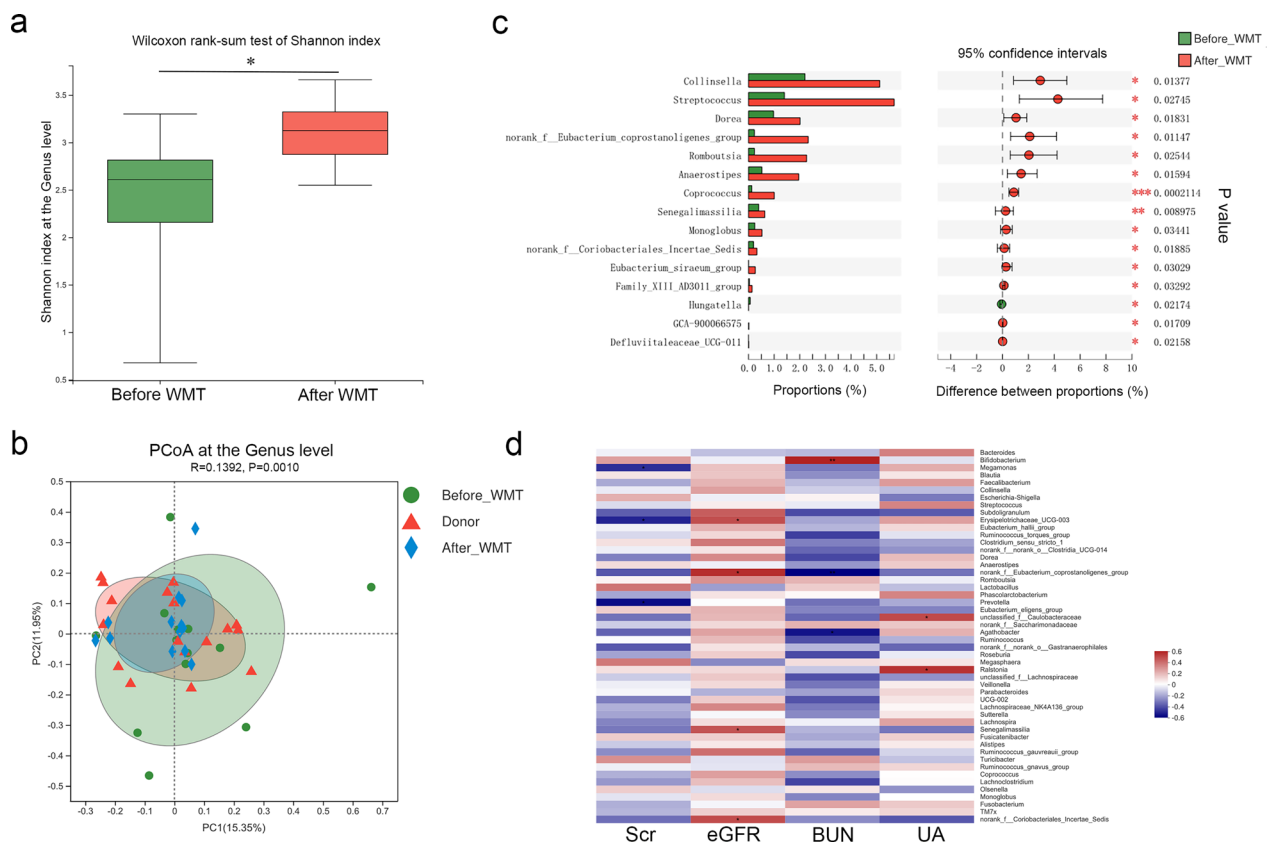 a
Wilcoxon rank-sum test of Shannon index
*
Shannon index at the Genus level
4
3.5
3
2.5
2
1.5
1
0.5
Before WMT
After WMT
c
Before_WMT
After_WMT
95% confidence intervals
Collinsella
* 0.01377
Streptococcus
* 0.02745
Dorea
* 0.01831
norank_f__Eubacterium_coprostanoligenes_group
* 0.01147
Romboutsia
* 0.02544
Anaerostipes
* 0.01594
Coprococcus
*** 0.0002114
Senegalimassilia
** 0.008975
Monoglobus
* 0.03441
norank_f__Coriobacteriales_Incertae_Sedis
* 0.01885
Eubacterium_siraeum_group
* 0.03029
Family_XIII_AD3011_group
* 0.03292
Hungatella
* 0.02174
GCA-900066575
* 0.01709
Defluviitaleaceae_UCG-011
* 0.02158
P value
0.0 1.0 2.0 3.0 4.0 5.0
Proportions (%)
-4 -2 0 2 4 6 8 10
Difference between proportions (%)
b
PCoA at the Genus level
R=0.1392, P=0.0010
Before_WMT
Donor
After_WMT
PC2(11.95%)
0.5
0.4
0.3
0.2
0.1
0
-0.1
-0.2
-0.3
-0.4
-0.5
-0.3 -0.2 -0.1 0 0.1 0.2 0.3 0.4 0.5 0.6 0.7
PC1(15.35%)
d
Bacteroides
Bifidobacterium
Megamonas
Blautia
Faecalibacterium
Collinsella
Escherichia-Shigella
Streptococcus
Subdoligranulum
Erysipelotrichaceae_UCG-003
Eubacterium_hallii_group
Ruminococcus_torques_group
Clostridium_sensu_stricto_1
norank_f__norank_o__Clostridia_UCG-014
Dorea
Anaerostipes
norank_f__Eubacterium_coprostanoligenes_group
Romboutsia
Lactobacillus
Phascolarctobacterium
Prevotella
Eubacterium_eligens_group
unclassified_f__Caulobacteraceae
norank_f__Saccharimonadaceae
Agathobacter
Ruminococcus
norank_f__norank_o__Gastranaerophilales
Roseburia
Megasphaera
Ralstonia
unclassified_f__Lachnospiraceae
Veillonella
Parabacteroides
UCG-002
Lachnospiraceae_NK4A136_group
Sutterella
Lachnospira
Senegalimassilia
Fusicatenibacter
Alistipes
Ruminococcus_gauvreauii_group
Turicibacter
Ruminococcus_gnavus_group
Coprococcus
Lachnoclostridium
Olsenella
Monoglobus
Fusobacterium
TM7x
norank_f__Coriobacteriales_Incertae_Sedis
Scr eGFR BUN UA
0.6
0.4
0.2
0
-0.2
-0.4
-0.6